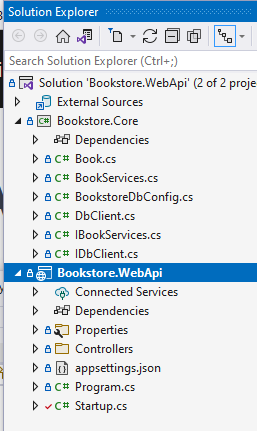 Solution Explorer
Search Solution Explorer (Ctrl+;)
Solution 'Bookstore.WebApi' (2 of 2 proje
External Sources
Bookstore.Core
Dependencies
C# Book.cs
C# BookServices.cs
C# BookstoreDbConfig.cs
C# DbClient.cs
C# IBookServices.cs
C# IDbClient.cs
Bookstore.WebApi
Connected Services
Dependencies
Properties
Controllers
appsettings.json
C# Program.cs
C# Startup.cs